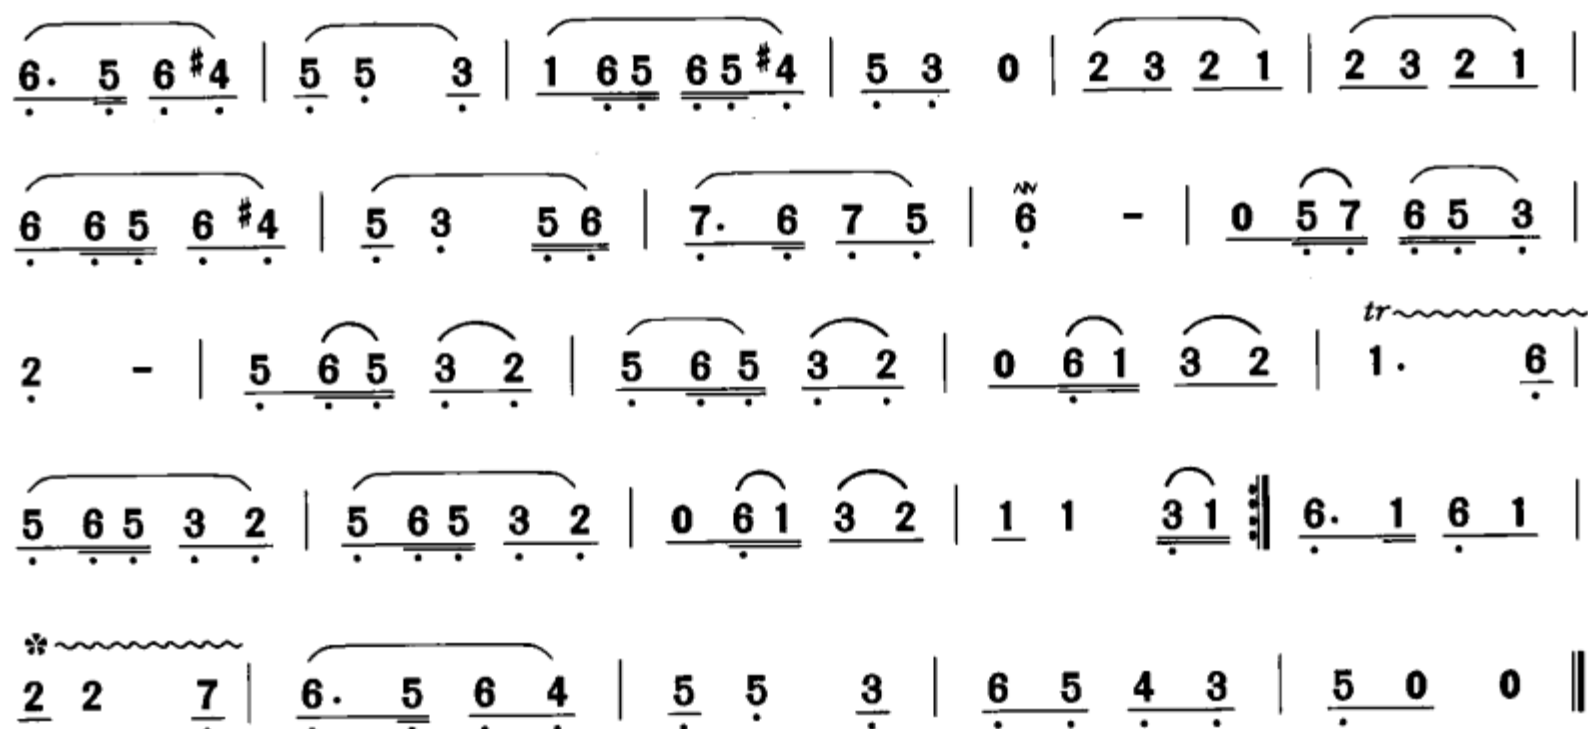 6. 5 6 #4 | 5 5 3 | 1 6 5 6 5 #4 | 5 3 0 | 2 3 2 1 | 2 3 2 1 |
6 6 5 6 #4 | 5 3 5 6 | 7. 6 7 5 | 6 - | 0 5 7 6 5 3 |
tr
2 - | 5 6 5 3 2 | 5 6 5 3 2 | 0 6 1 3 2 | 1. 6 |
5 6 5 3 2 | 5 6 5 3 2 | 0 6 1 3 2 | 1 1 3 1 :|| 6. 1 6 1 |
2 2 7 | 6. 5 6 4 | 5 5 3 | 6 5 4 3 | 5 0 0 ||